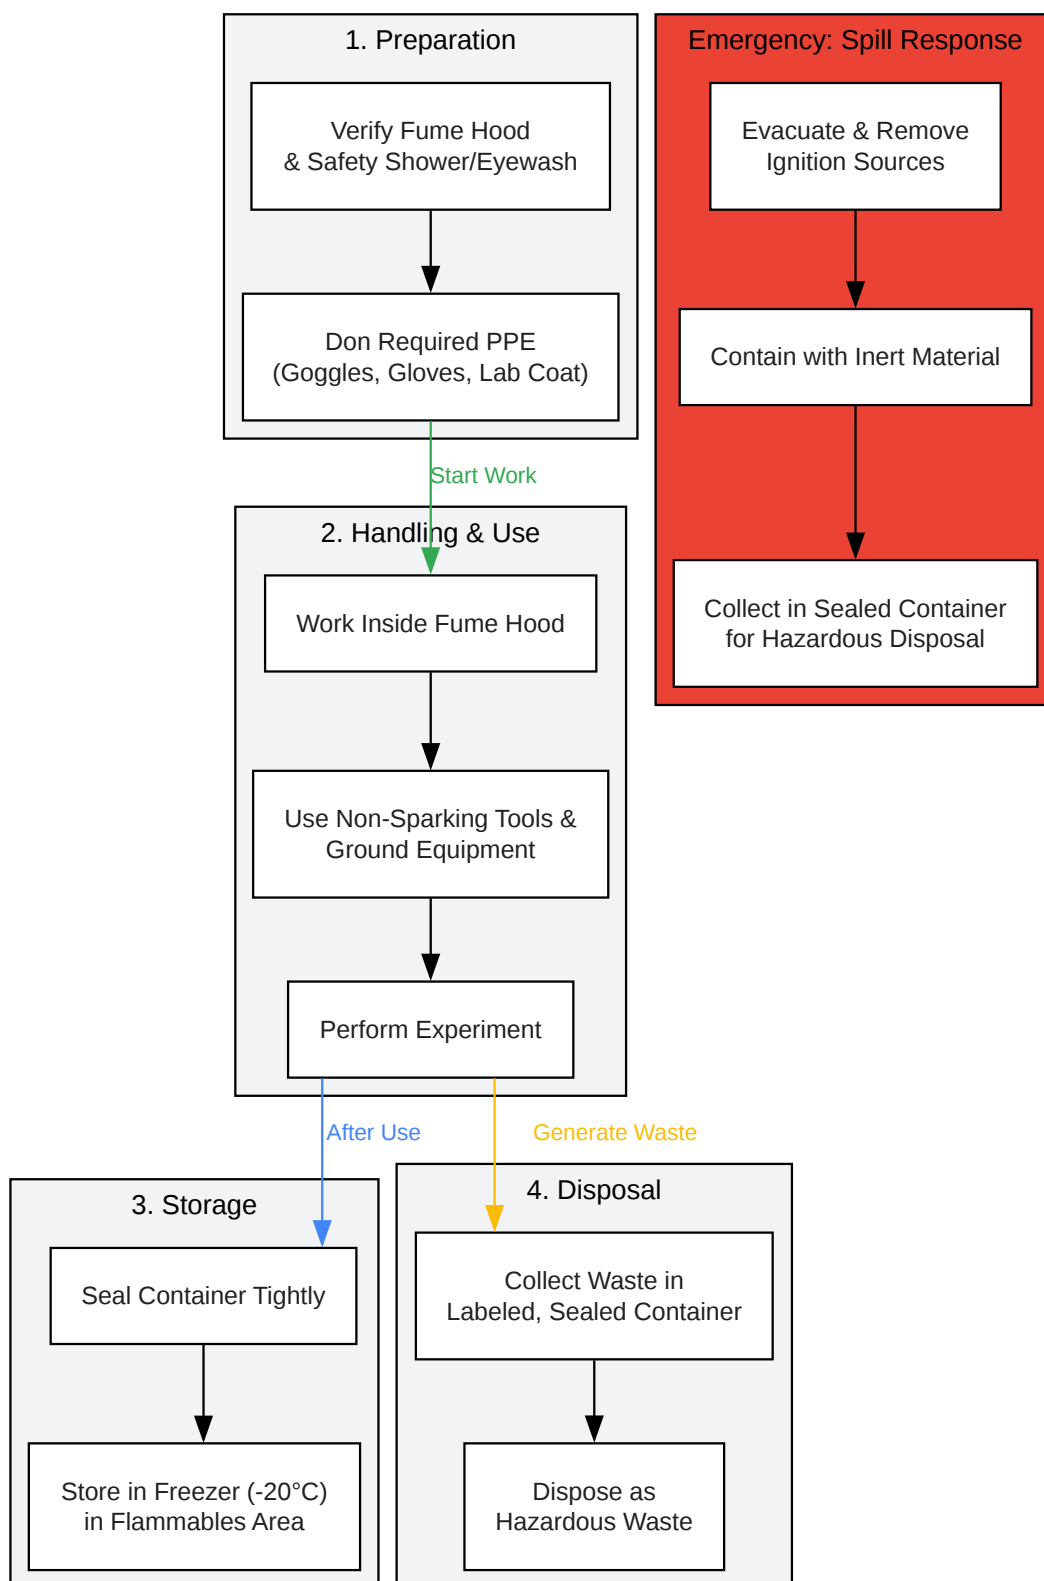 1. Preparation
Verify Fume Hood
& Safety Shower/Eyewash
Don Required PPE
(Goggles, Gloves, Lab Coat)
Start Work
2. Handling & Use
Work Inside Fume Hood
Use Non-Sparking Tools &
Ground Equipment
Perform Experiment
After Use
Generate Waste
3. Storage
Seal Container Tightly
Store in Freezer (-20°C)
in Flammables Area
4. Disposal
Collect Waste in
Labeled, Sealed Container
Dispose as
Hazardous Waste
Emergency: Spill Response
Evacuate & Remove
Ignition Sources
Contain with Inert Material
Collect in Sealed Container
for Hazardous Disposal